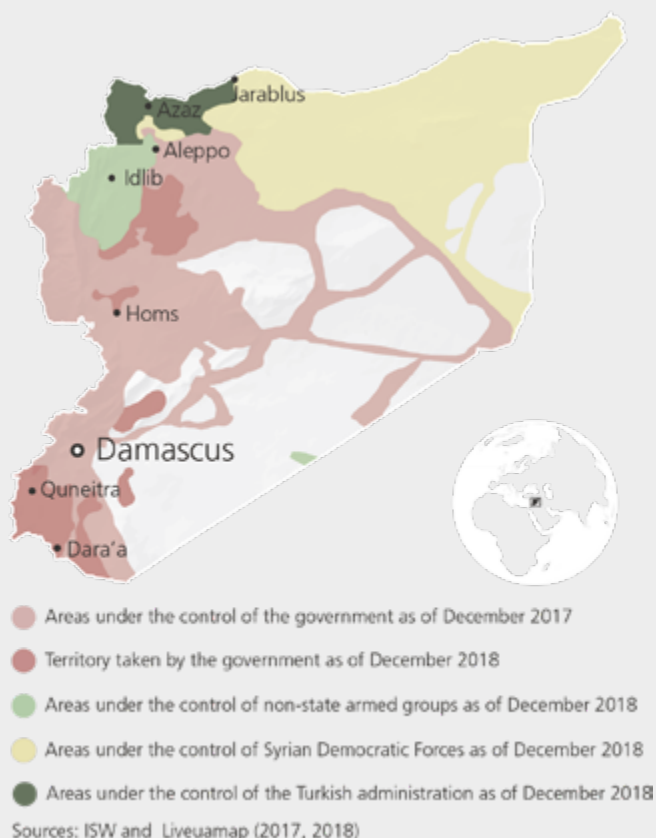 Jarablus
Azaz
Aleppo
Idlib
Homs
Damascus
Quneitra
Dara'a
Areas under the control of the government as of December 2017
Territory taken by the government as of December 2018
Areas under the control of non-state armed groups as of December 2018
Areas under the control of Syrian Democratic Forces as of December 2018
Areas under the control of the Turkish administration as of December 2018
Sources: ISW and Liveuamap (2017, 2018)